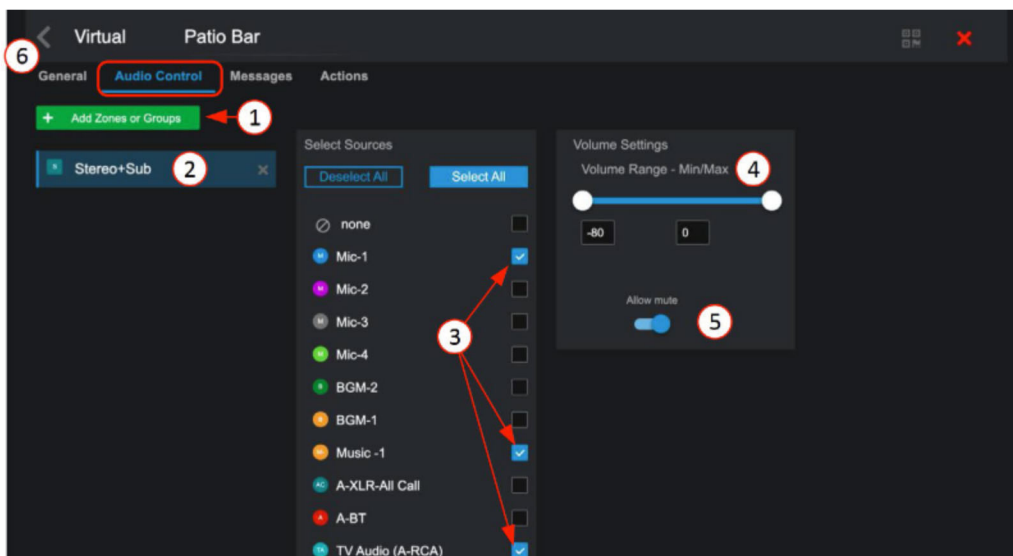 Virtual Patio Bar
6
General Audio Control Messages Actions
+ Add Zones or Groups 1
Stereo+Sub 2
Select Sources
Deselect All Select All
none
M Mic-1
M Mic-2
M Mic-3
M Mic-4
3
BGM-2
BGM-1
Music -1
AC A-XLR-All Call
A A-BT
TA TV Audio (A-RCA)
Volume Settings
Volume Range - Min/Max 4
-80 0
Allow mute
5